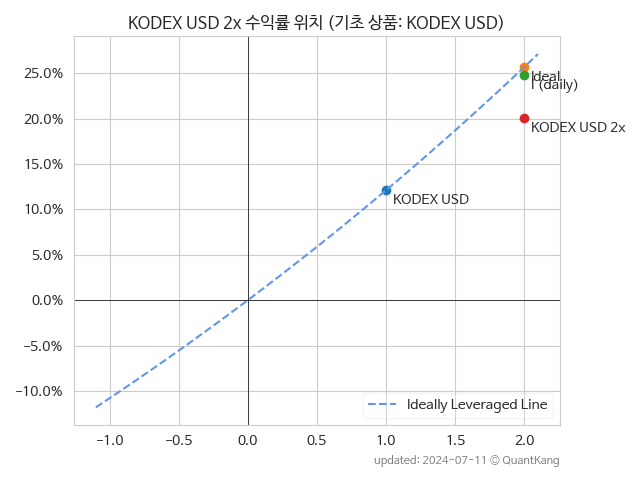 KODEX USD 2x 수익률 위치 (기초 상품: KODEX USD)
25.0%
20.0%
15.0%
10.0%
5.0%
0.0%
−5.0%
−10.0%
Ideal
I (daily)
KODEX USD 2x
KODEX USD
Ideally Leveraged Line
−1.0 −0.5 0.0 0.5 1.0 1.5 2.0
updated: 2024-07-11 © QuantKang